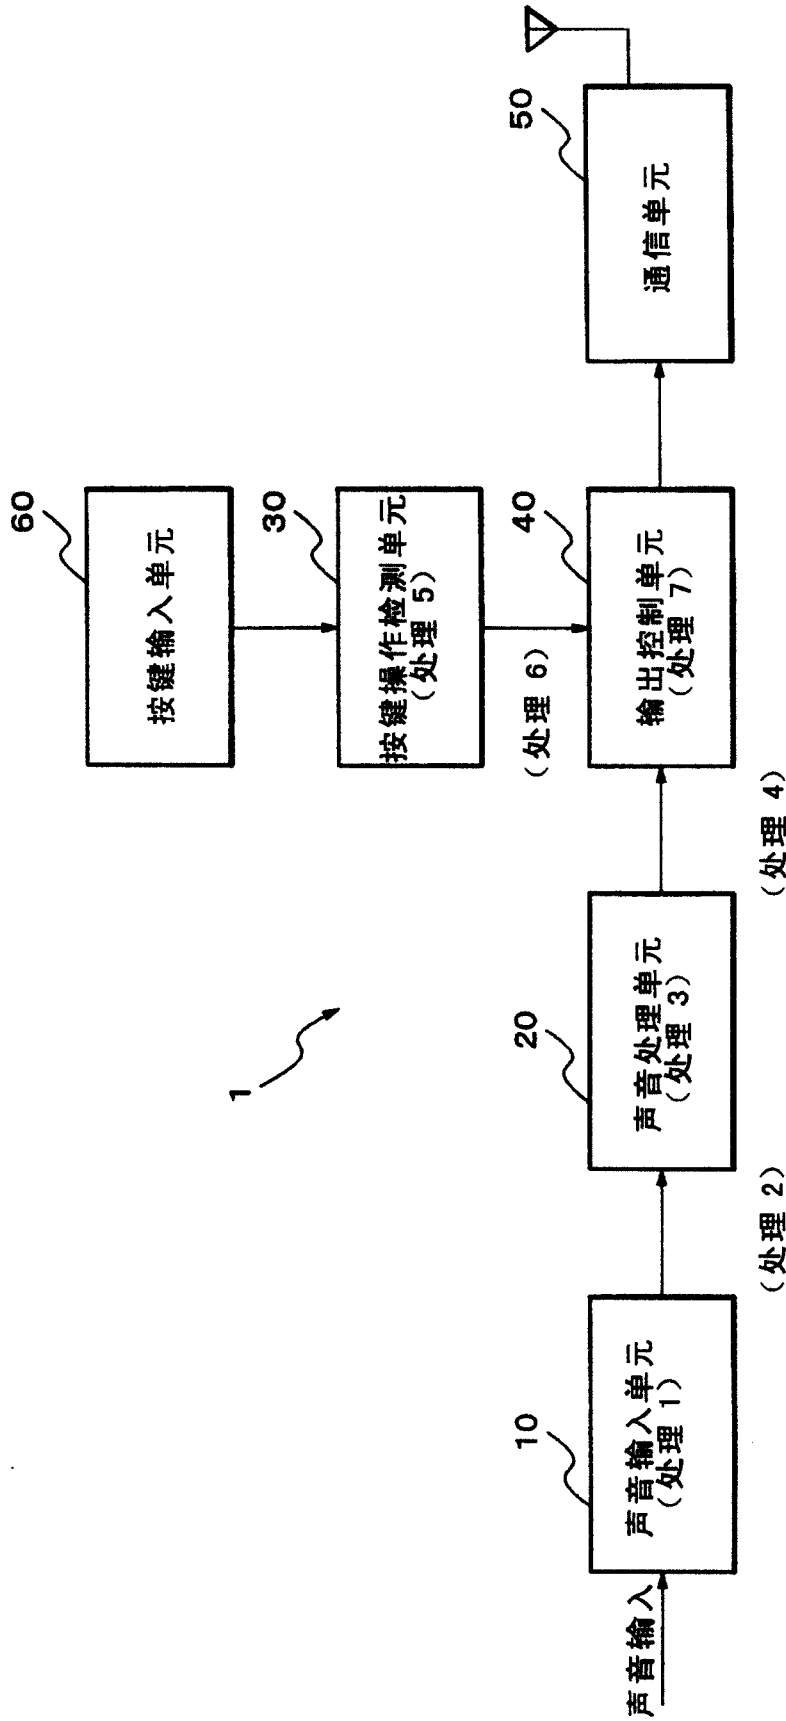 60
按键输入单元
30
按键操作检测单元
(处理 5)
(处理 6)
1
声音输入
10
声音输入单元
(处理 1)
(处理 2)
20
声音处理单元
(处理 3)
(处理 4)
40
输出控制单元
(处理 7)
50
通信单元